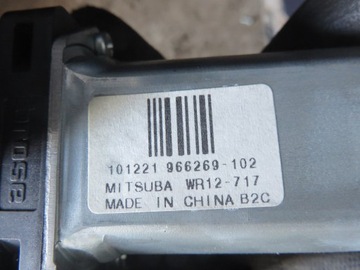 101221 966269-102
MITSUBA WR12-717
MADE IN CHINA B2C